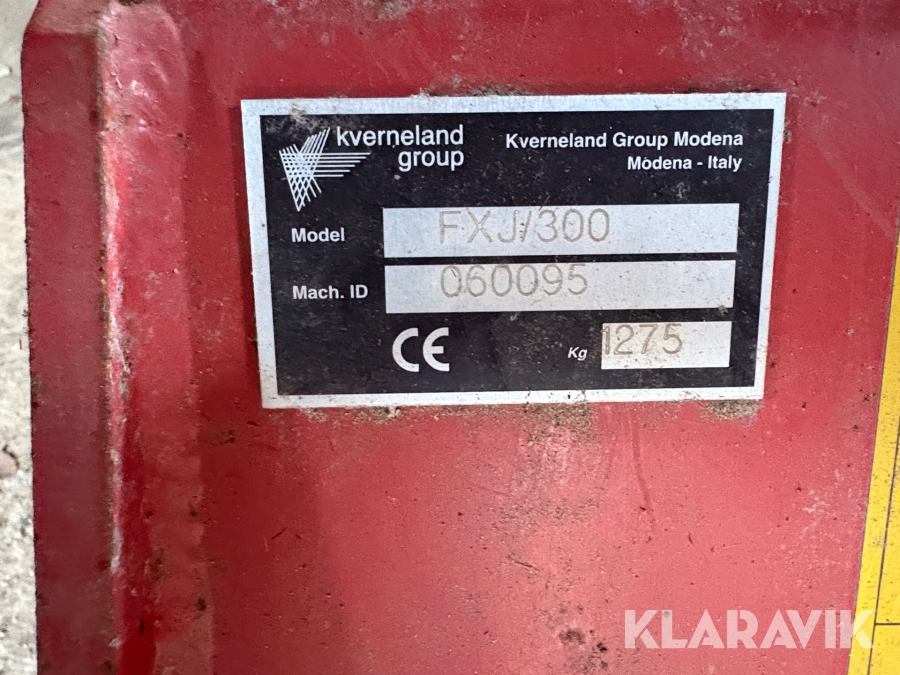 kverneland
group
Kverneland Group Modena
Modena - Italy
Model FXJ/300
Mach. ID 060095
CE
Kg 1275
KLARAVIK